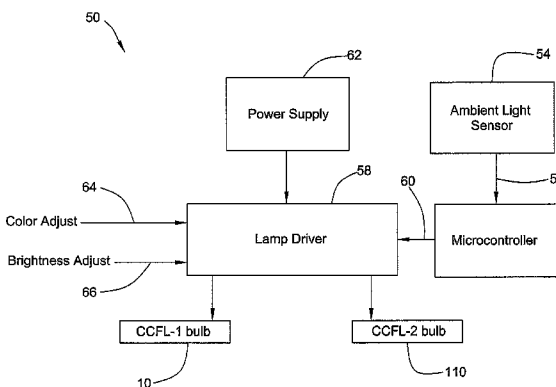 50
62
54
Power Supply
Ambient Light
Sensor
64
58
60
5
Color Adjust
Lamp Driver
Microcontroller
Brightness Adjust
66
CCFL-1 bulb
CCFL-2 bulb
10
110